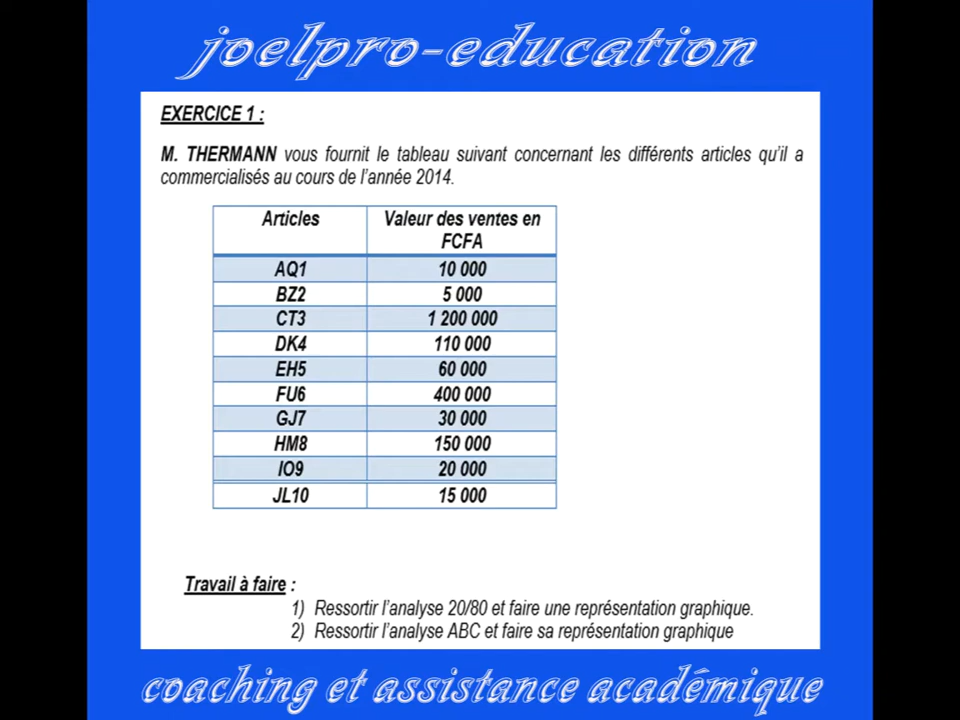 joelpro-education
EXERCICE 1 :
M. THERMANN vous fournit le tableau suivant concernant les différents articles qu'il a
commercialisés au cours de l'année 2014.
Articles Valeur des ventes en
FCFA
AQ1 10 000
BZ2 5 000
CT3 1 200 000
DK4 110 000
EH5 60 000
FU6 400 000
GJ7 30 000
HM8 150 000
IO9 20 000
JL10 15 000
Travail à faire :
1) Ressortir l'analyse 20/80 et faire une représentation graphique.
2) Ressortir l'analyse ABC et faire sa représentation graphique
coaching et assistance académique